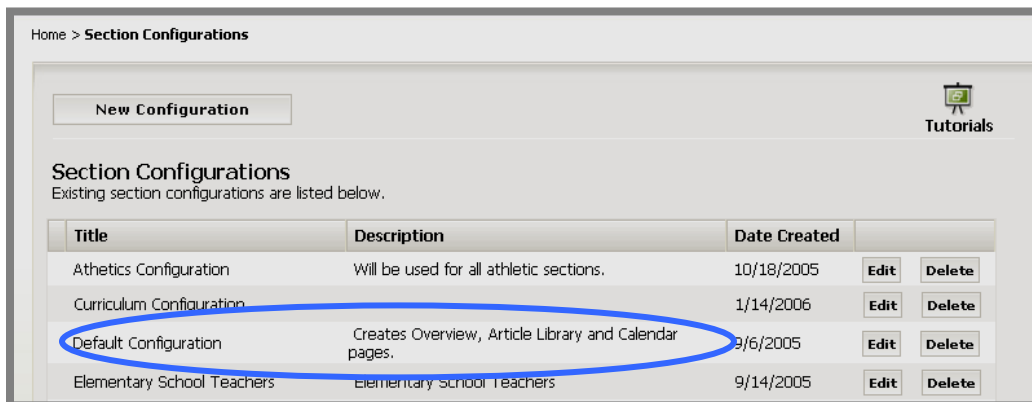 Home > Section Configurations
New Configuration
Tutorials
Section Configurations
Existing section configurations are listed below.
Title Description Date Created
Athetics Configuration Will be used for all athletic sections. 10/18/2005 Edit Delete
Curriculum Configuration 1/14/2006 Edit Delete
Default Configuration Creates Overview, Article Library and Calendar pages. 9/6/2005 Edit Delete
Elementary School Teachers Elementary School Teachers 9/14/2005 Edit Delete